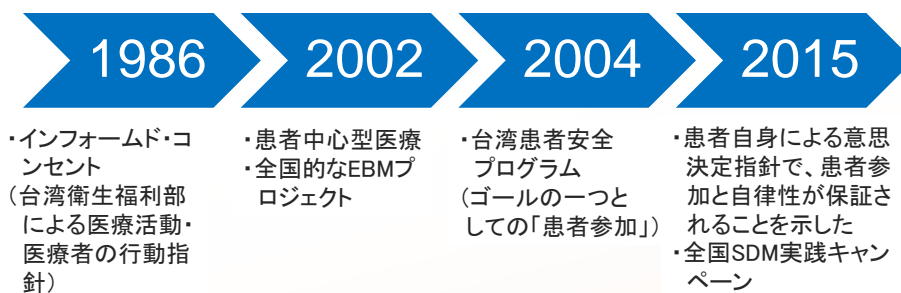 1986
2002
2004
2015
・インフォームド・コ
ンセント
(台湾衛生福利部
による医療活動・
医療者の行動指
針)
・患者中心型医療
・全国的なEBMプ
ロジェクト
・台湾患者安全
プログラム
(ゴールの一つと
しての「患者参加」)
・患者自身による意思
決定指針で、患者参
加と自律性が保証さ
れることを示した
・全国SDM実践キャン
ペーン